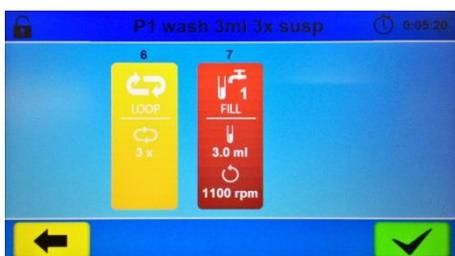 P1 wash 3ml 3x susp
0:05:20
6
LOOP
3 x
7
1
FILL
3.0 ml
1100 rpm